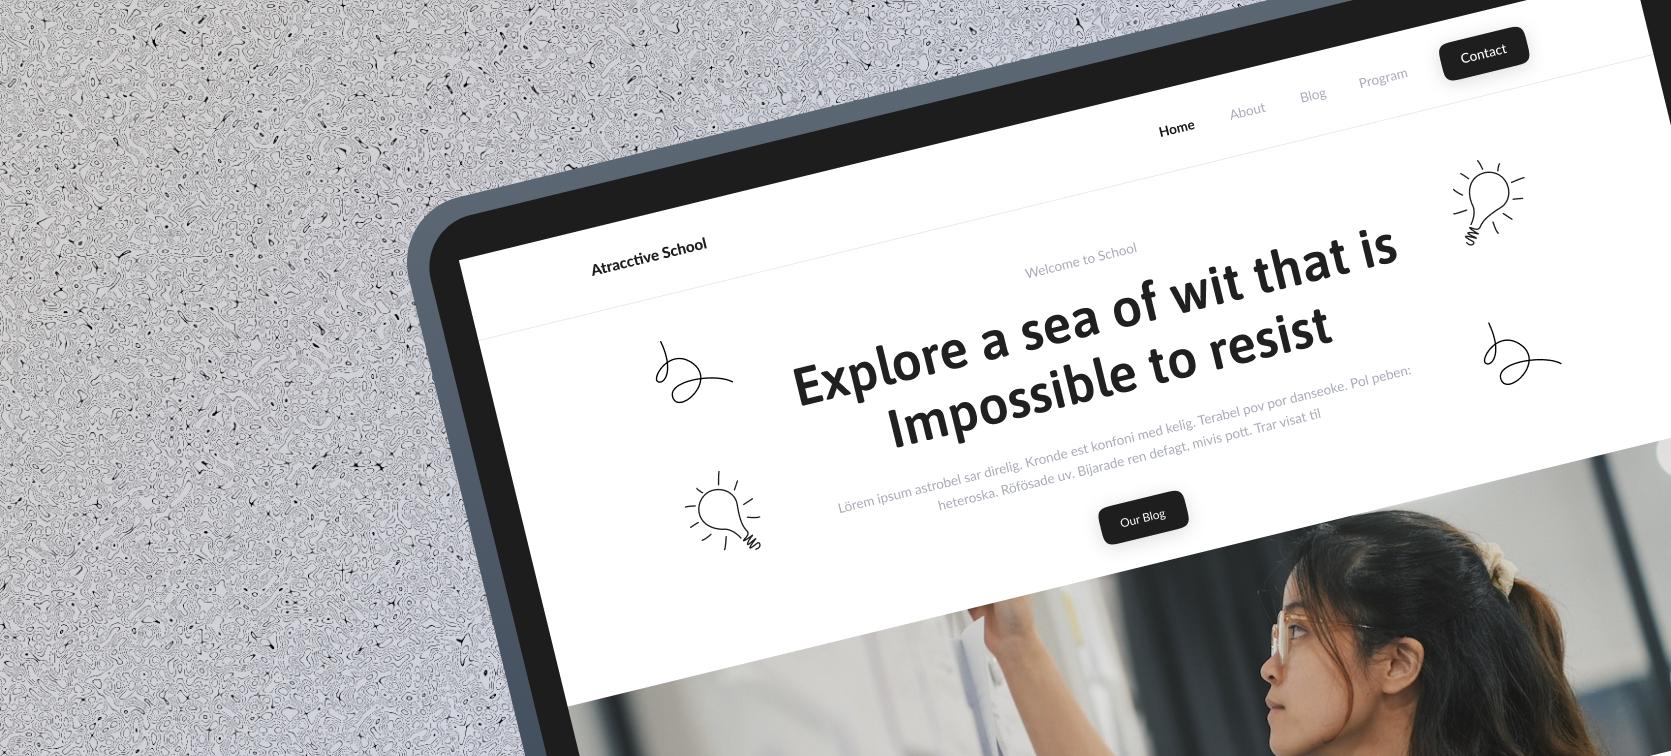 Atracctive School
Home
About
Blog
Program
Contact
Welcome to School
Explore a sea of wit that is
Impossible to resist
Lörem ipsum astrobel sar direlig. Kronde est konfoni med kelig. Terabel pov por danseoke. Pol peben:
heteroska. Röfösade uv. Bijarade ren defagt, mivis pott. Trar visat til
Our Blog